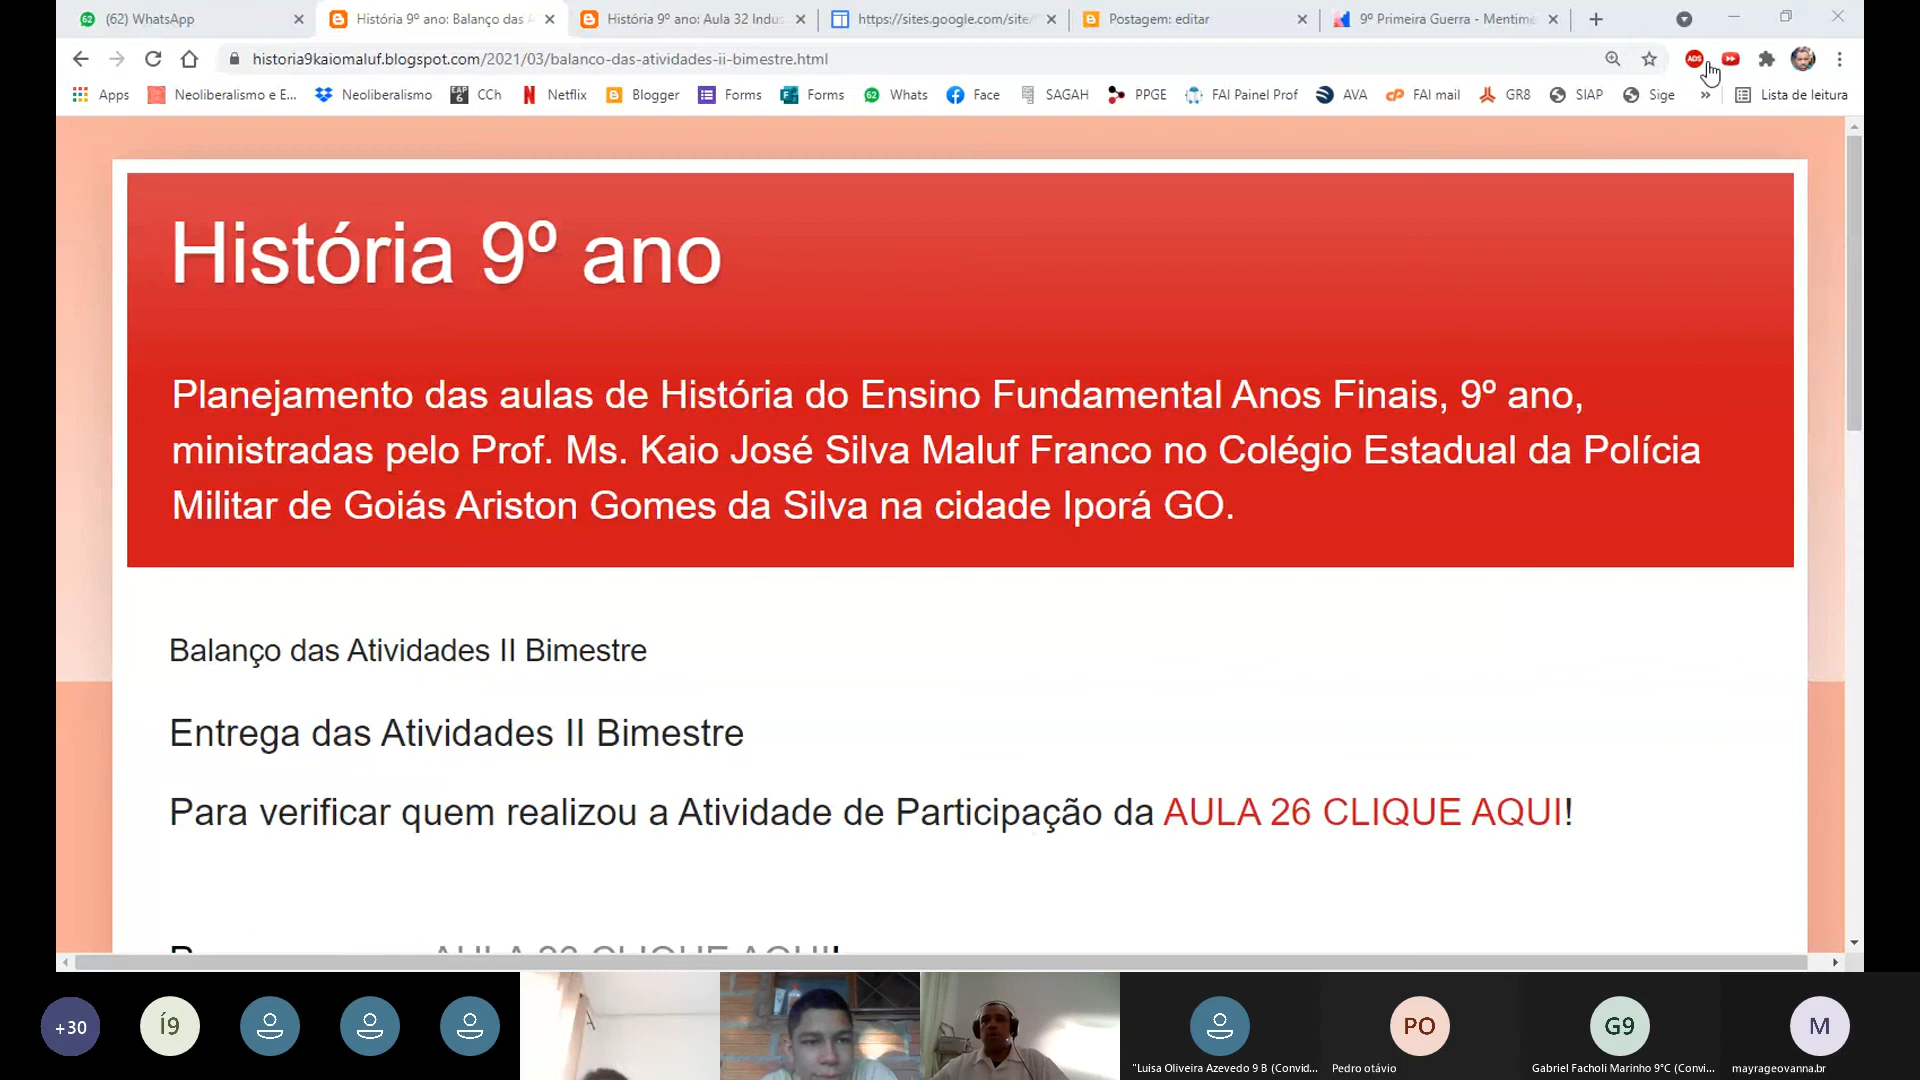 (62) WhatsApp
História 9º ano: Balanço das A
História 9º ano: Aula 32 Indus
https://sites.google.com/site/
Postagem: editar
9º Primeira Guerra - Mentime
historia9kaiomaluf.blogspot.com/2021/03/balanco-das-atividades-ii-bimestre.html
ADS
Apps
Neoliberalismo e E...
Neoliberalismo
CCh
Netflix
Blogger
Forms
Forms
Whats
Face
SAGAH
PPGE
FAI Painel Prof
AVA
FAI mail
GR8
SIAP
Sige
Lista de leitura
História 9º ano
Planejamento das aulas de História do Ensino Fundamental Anos Finais, 9º ano,
ministradas pelo Prof. Ms. Kaio José Silva Maluf Franco no Colégio Estadual da Polícia
Militar de Goiás Ariston Gomes da Silva na cidade Iporá GO.
Balanço das Atividades II Bimestre
Entrega das Atividades II Bimestre
Para verificar quem realizou a Atividade de Participação da AULA 26 CLIQUE AQUI!
+30
Í9
PO
G9
M
"Luisa Oliveira Azevedo 9 B (Convid...
Pedro otávio
Gabriel Facholi Marinho 9°C (Convi...
mayrageovanna.br